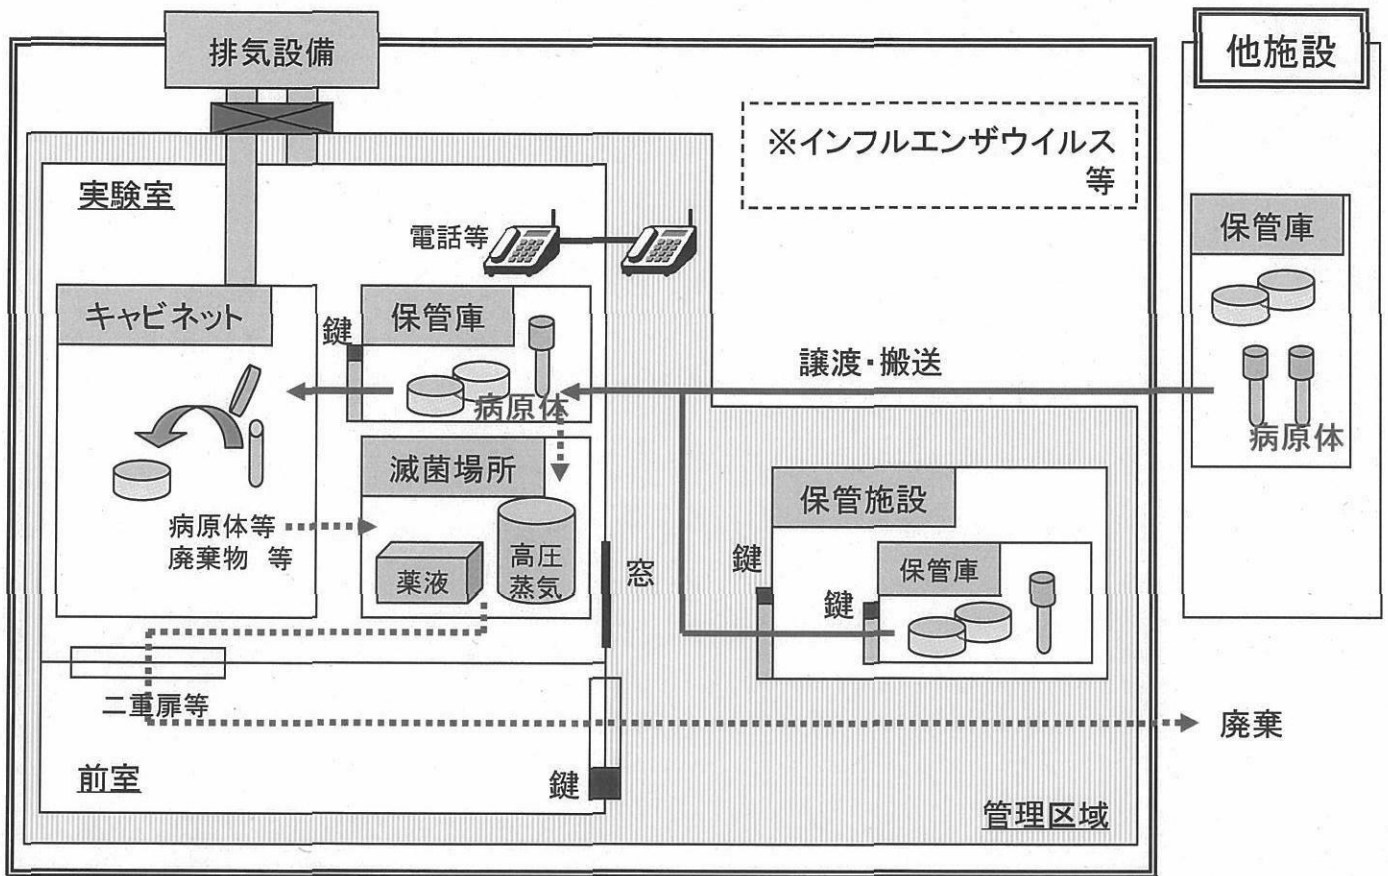 排気設備
他施設
※インフルエンザウイルス
等
実験室
電話等
保管庫
キャビネット
鍵
保管庫
譲渡・搬送
病原体
病原体
滅菌場所
保管施設
病原体等
廃棄物 等
高圧
蒸気
薬液
窓
鍵
保管庫
鍵
二重扉等
廃棄
前室
鍵
管理区域